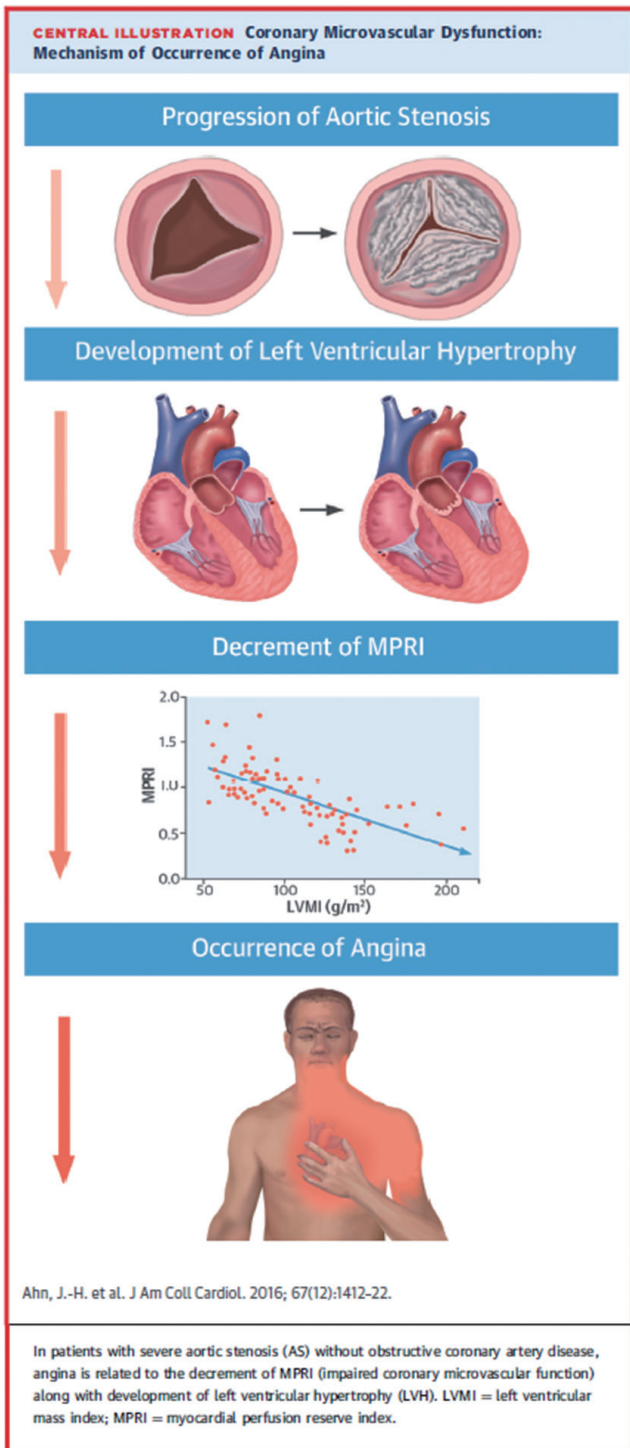 CENTRAL ILLUSTRATION Coronary Microvascular Dysfunction:
Mechanism of Occurrence of Angina
Progression of Aortic Stenosis
Development of Left Ventricular Hypertrophy
Decrement of MPRI
2.0
1.5
1.0
0.5
0.0
MPRI
50 100 150 200
LVMI (g/m²)
Occurrence of Angina
Ahn, J.-H. et al. J Am Coll Cardiol. 2016; 67(12):1412–22.
In patients with severe aortic stenosis (AS) without obstructive coronary artery disease,
angina is related to the decrement of MPRI (impaired coronary microvascular function)
along with development of left ventricular hypertrophy (LVH). LVMI = left ventricular
mass index; MPRI = myocardial perfusion reserve index.